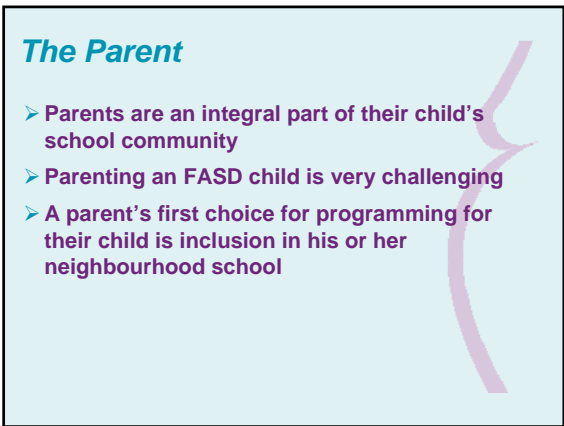 The Parent
➢ Parents are an integral part of their child's
school community
➢ Parenting an FASD child is very challenging
➢ A parent's first choice for programming for
their child is inclusion in his or her
neighbourhood school